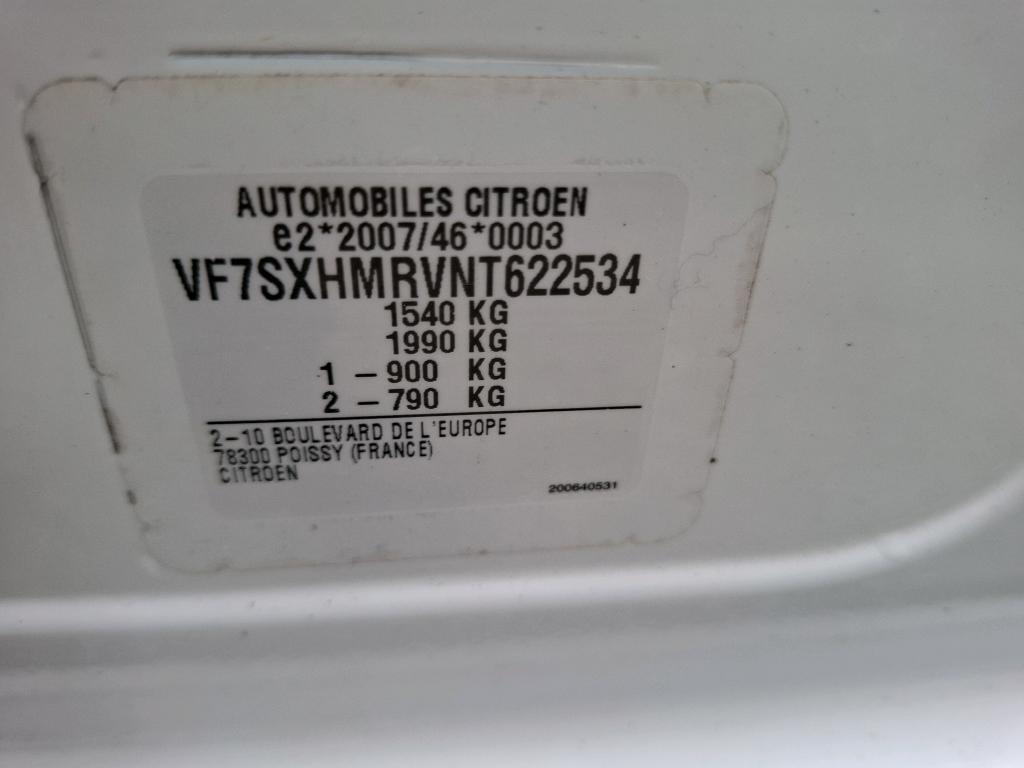 AUTOMOBILES CITROEN
e2*2007/46*0003
VF7SXHMRVNT622534
1540 KG
1990 KG
1 - 900 KG
2 - 790 KG
2-10 BOULEVARD DE L'EUROPE
78300 POISSY (FRANCE)
CITROEN
200640531